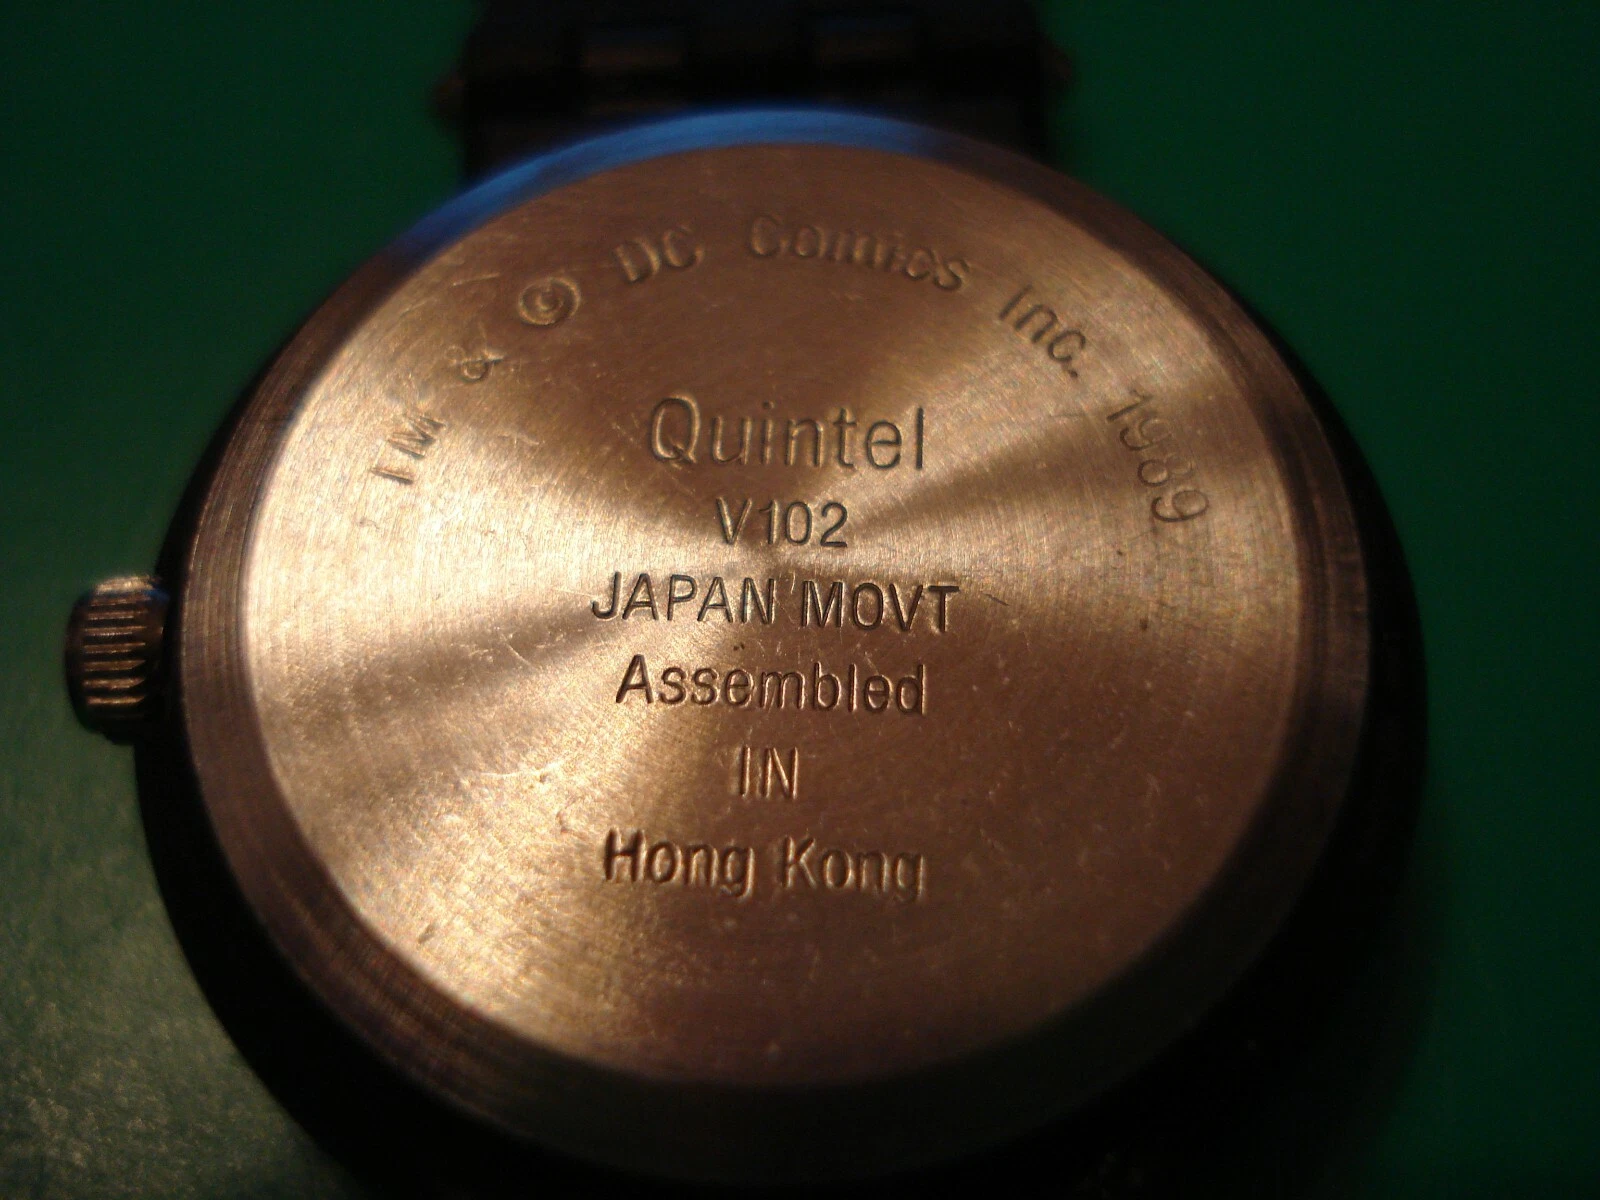 TM & © DC Comics Inc. 1989
Quintel
V102
JAPAN MOVT
Assembled
IN
Hong Kong